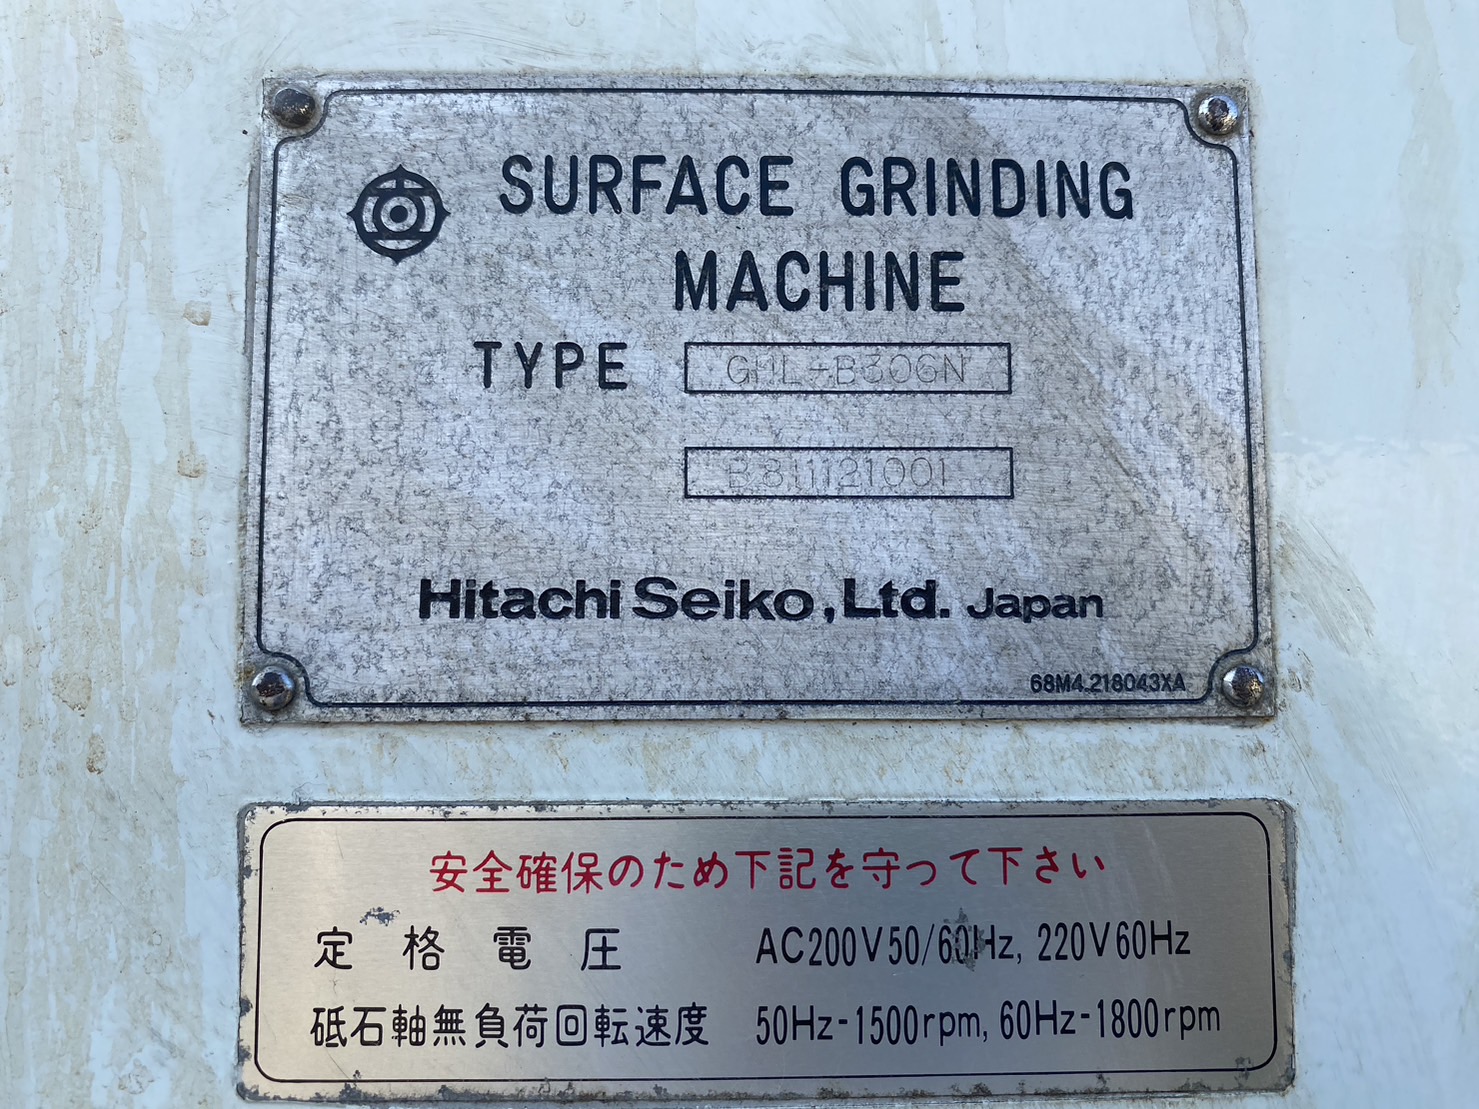 SURFACE GRINDING
MACHINE
TYPE GHL-B306N
B 811121001
Hitachi Seiko, Ltd. Japan
68M4.218043XA
安全確保のため下記を守って下さい
定格電圧 AC200V50/60Hz, 220V60Hz
砥石軸無負荷回転速度 50Hz-1500rpm, 60Hz-1800rpm